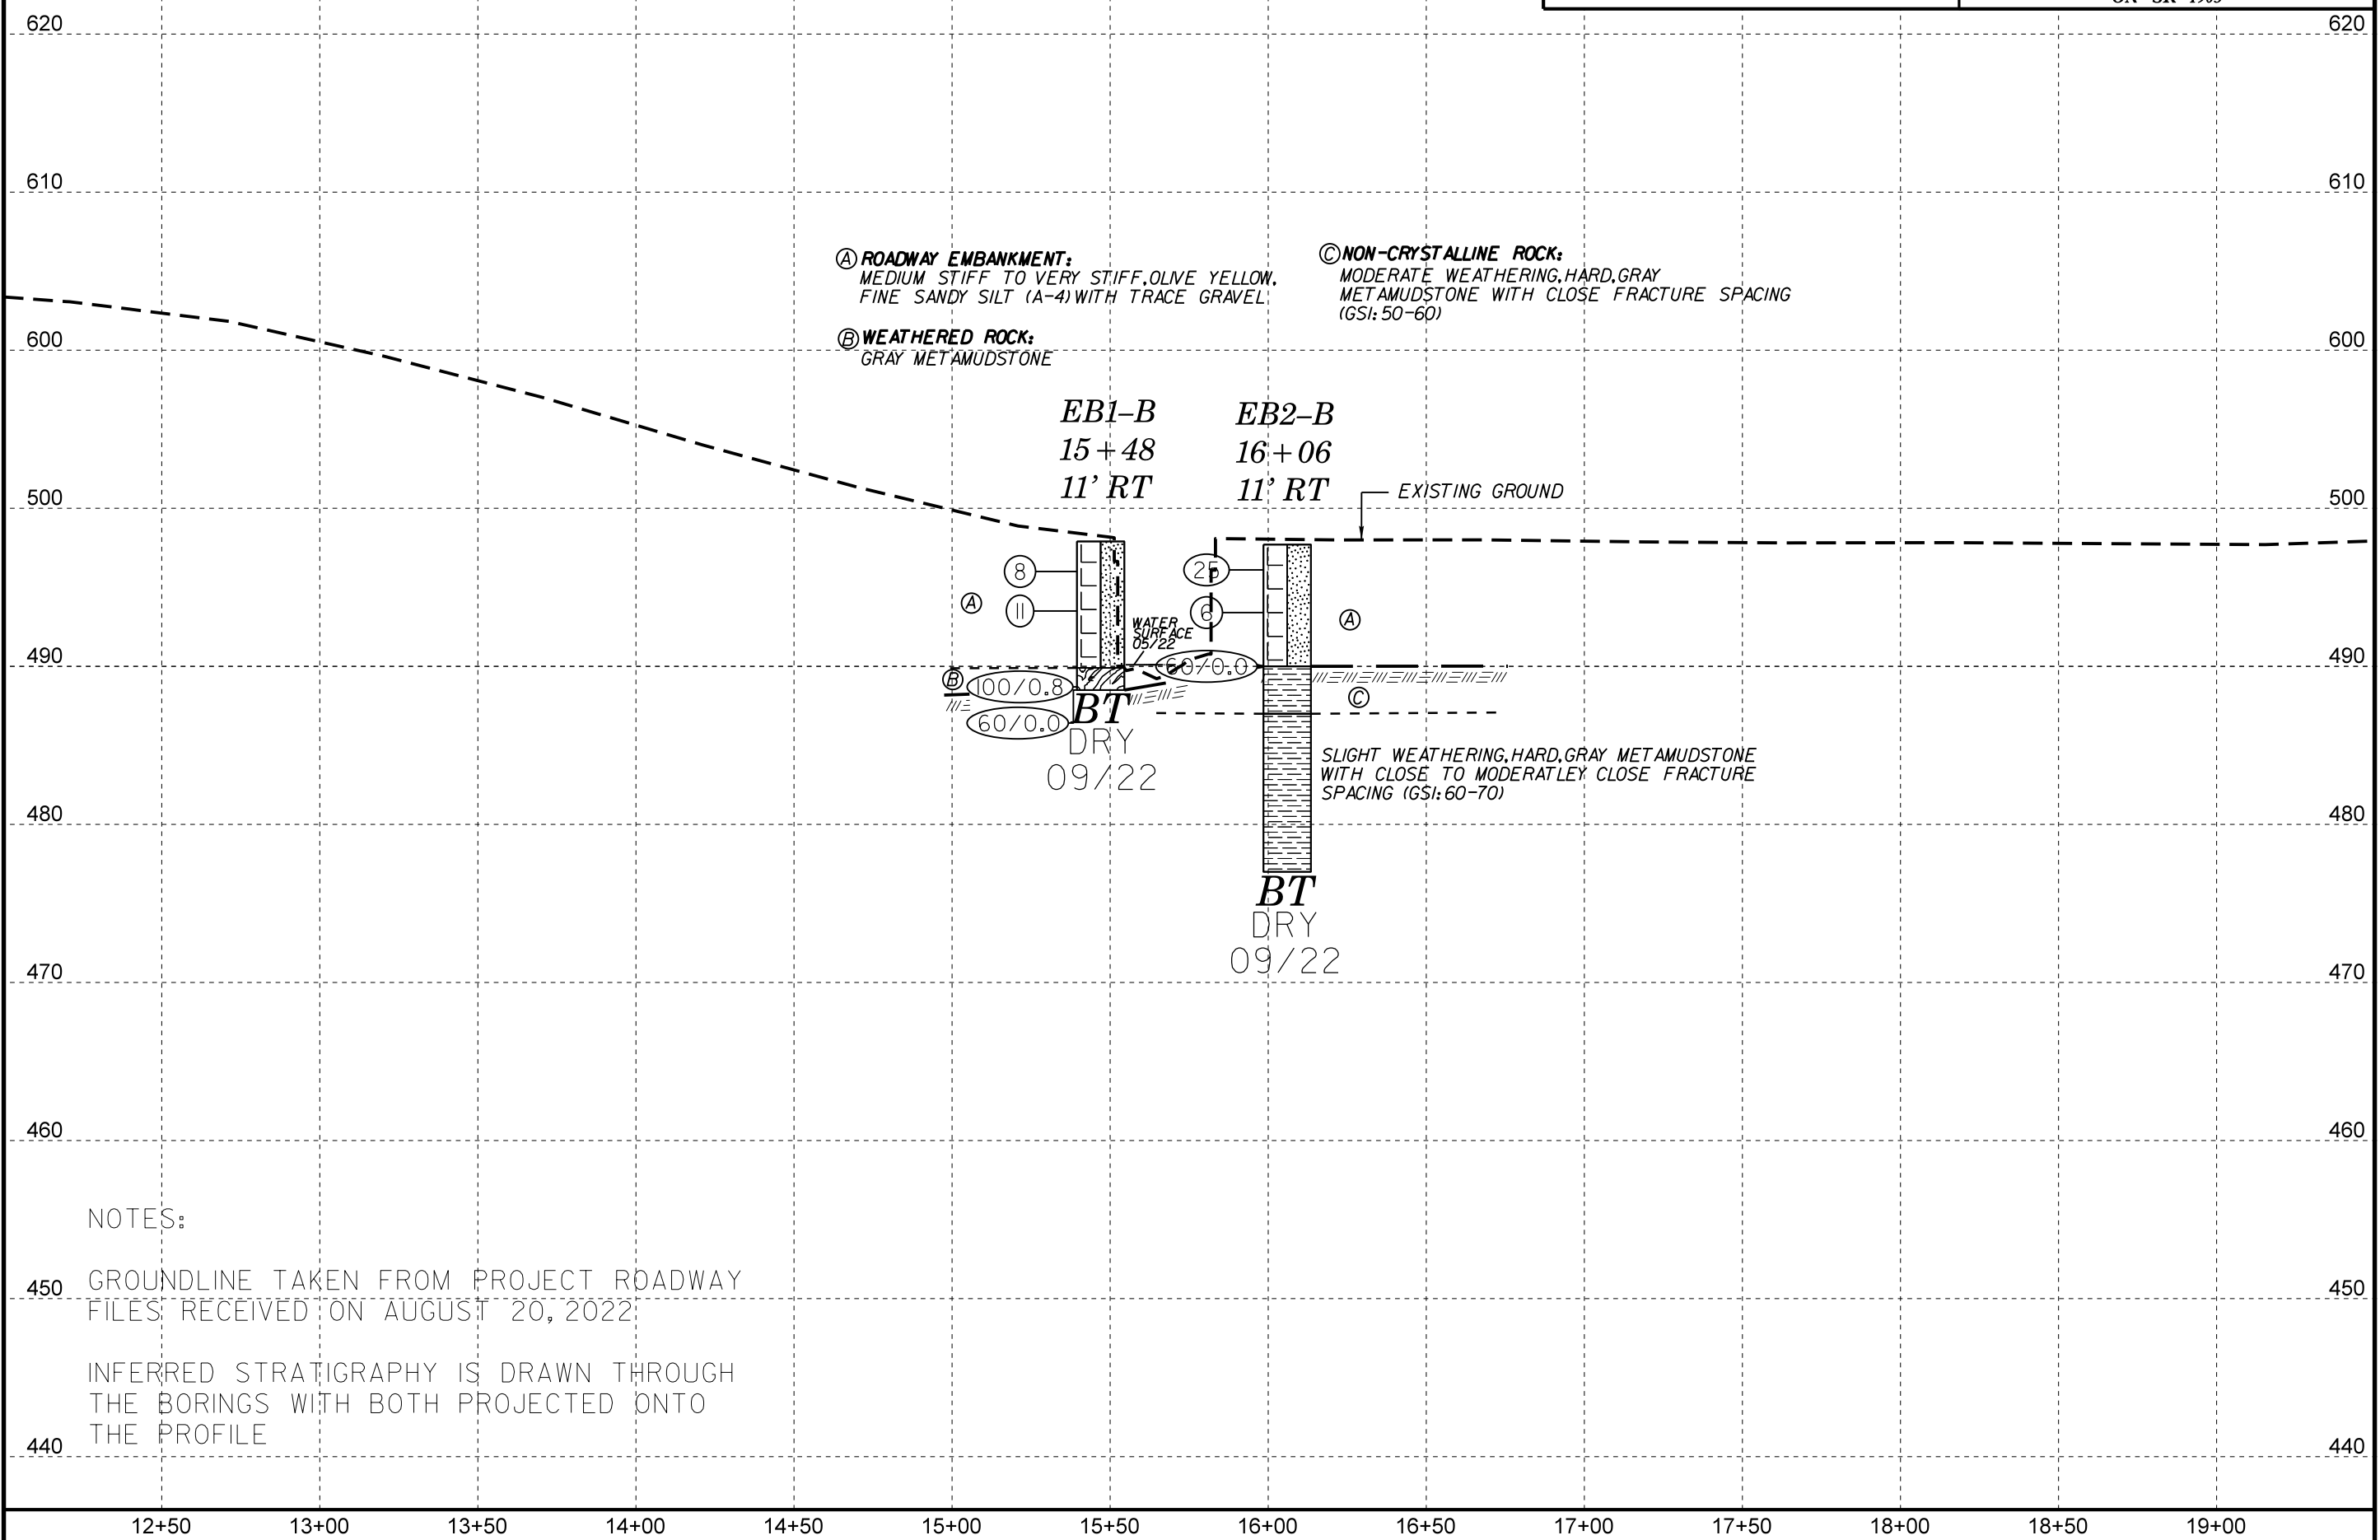 ON SR 1903
620 620
610 610
Ⓐ ROADWAY EMBANKMENT:
MEDIUM STIFF TO VERY STIFF, OLIVE YELLOW,
FINE SANDY SILT (A-4) WITH TRACE GRAVEL
Ⓑ WEATHERED ROCK:
GRAY METAMUDSTONE
Ⓒ NON-CRYSTALLINE ROCK:
MODERATE WEATHERING, HARD, GRAY
METAMUDSTONE WITH CLOSE FRACTURE SPACING
(GSI: 50-60)
600 600
EB1-B
15+48
11' RT
EB2-B
16+06
11' RT
EXISTING GROUND
500 500
8
11
A
25
6
A
WATER
SURFACE
05/22
490 490
B
100/0.8
60/0.0
60/0.0
C
BT
DRY
09/22
SLIGHT WEATHERING, HARD, GRAY METAMUDSTONE
WITH CLOSE TO MODERATLEY CLOSE FRACTURE
SPACING (GSI: 60-70)
480 480
BT
DRY
09/22
470 470
460 460
NOTES:
GROUNDLINE TAKEN FROM PROJECT ROADWAY
FILES RECEIVED ON AUGUST 20, 2022
450 450
INFERRED STRATIGRAPHY IS DRAWN THROUGH
THE BORINGS WITH BOTH PROJECTED ONTO
THE PROFILE
440 440
12+50 13+00 13+50 14+00 14+50 15+00 15+50 16+00 16+50 17+00 17+50 18+00 18+50 19+00